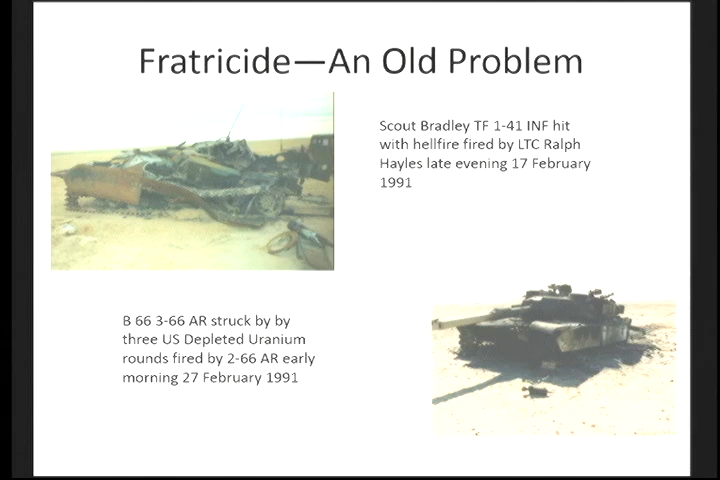 Fratricide—An Old Problem
Scout Bradley TF 1-41 INF hit
with hellfire fired by LTC Ralph
Hayles late evening 17 February
1991
B 66 3-66 AR struck by by
three US Depleted Uranium
rounds fired by 2-66 AR early
morning 27 February 1991